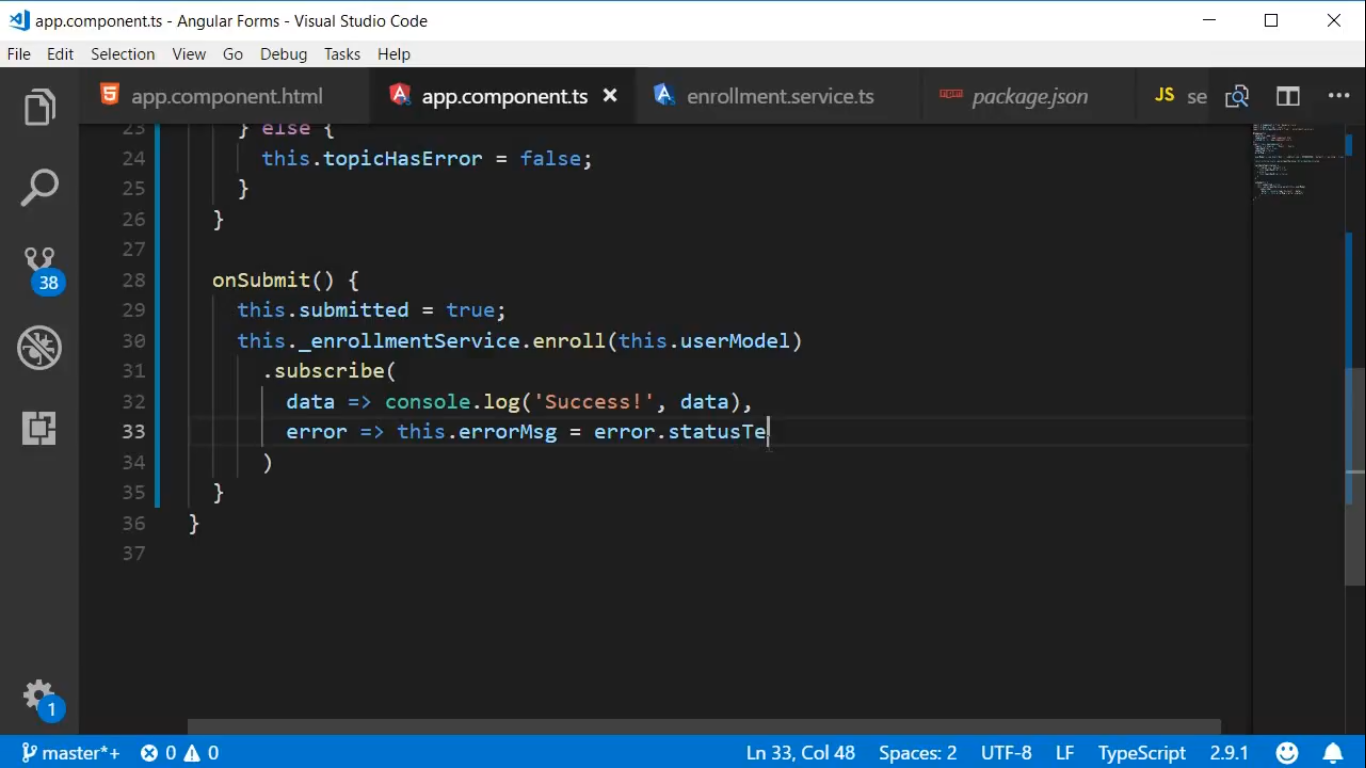 app.component.ts - Angular Forms - Visual Studio Code
File Edit Selection View Go Debug Tasks Help
app.component.html app.component.ts enrollment.service.ts package.json JS se
23 } else {
24 this.topicHasError = false;
25 }
26 }
27
28 onSubmit() {
29 this.submitted = true;
30 this._enrollmentService.enroll(this.userModel)
31 .subscribe(
32 data => console.log('Success!', data),
33 error => this.errorMsg = error.statusTe
34 )
35 }
36 }
37
38
1
master*+ 0 0 Ln 33, Col 48 Spaces: 2 UTF-8 LF TypeScript 2.9.1